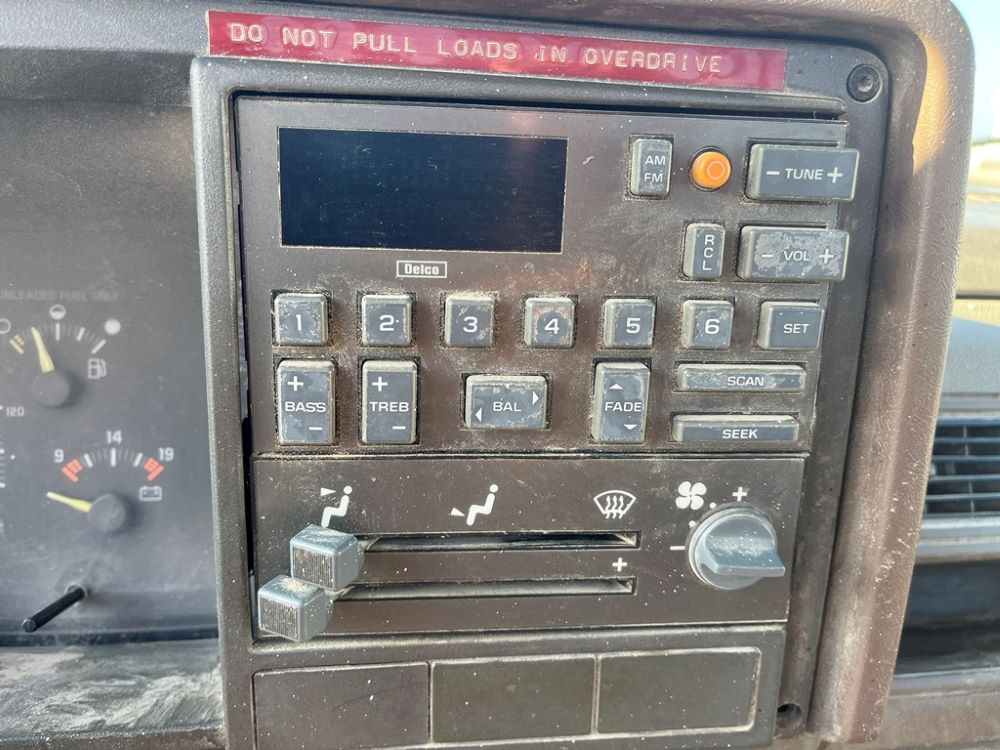 DO NOT PULL LOADS IN OVERDRIVE
AM
FM
− TUNE +
RCL
− VOL +
Delco
1 2 3 4 5 6 SET
+
BASS
−
+
TREB
−
BAL
FADE
SCAN
SEEK
UNLEADED FUEL ONLY
120
9 14 19
+
−
+